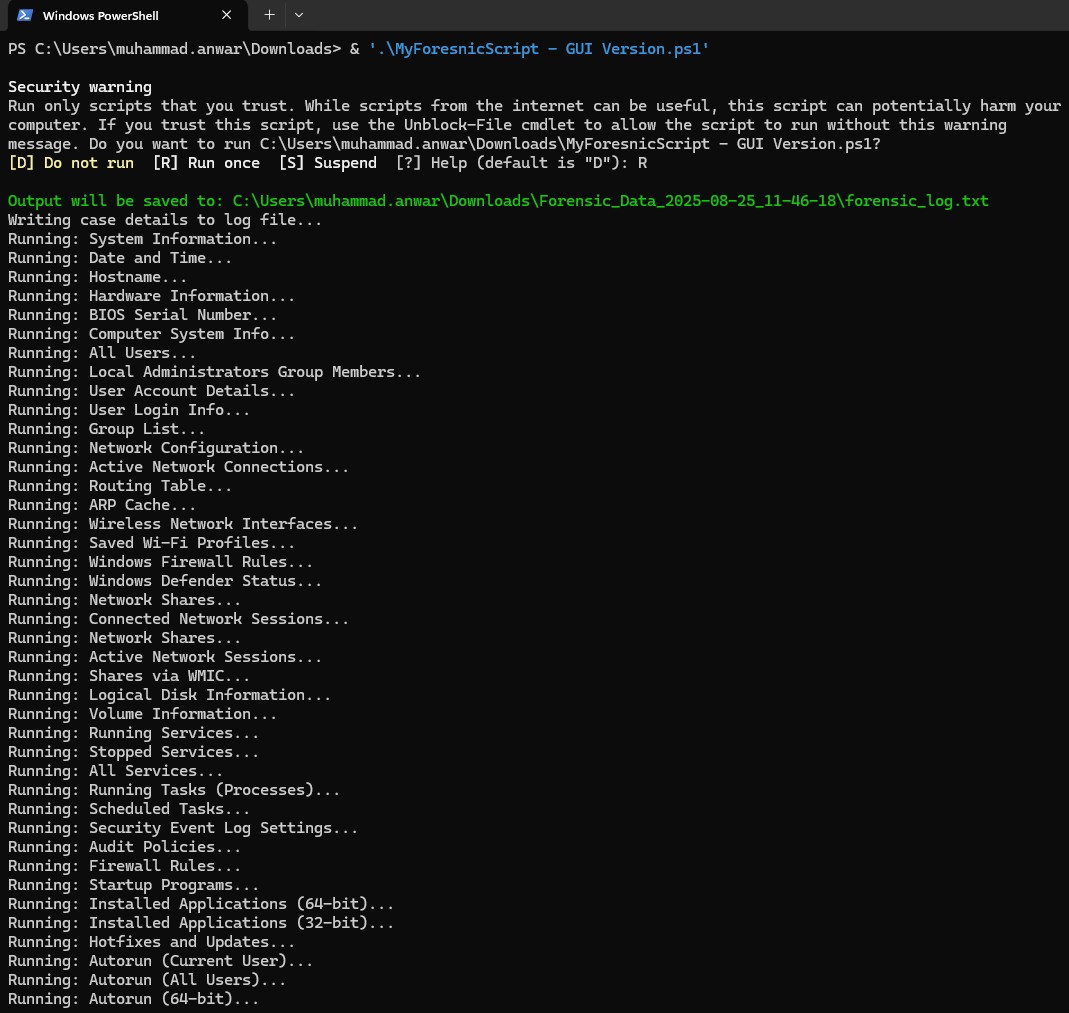 Windows PowerShell
PS C:\Users\muhammad.anwar\Downloads> & '.\MyForesnicScript - GUI Version.ps1'
Security warning
Run only scripts that you trust. While scripts from the internet can be useful, this script can potentially harm your
computer. If you trust this script, use the Unblock-File cmdlet to allow the script to run without this warning
message. Do you want to run C:\Users\muhammad.anwar\Downloads\MyForesnicScript - GUI Version.ps1?
[D] Do not run  [R] Run once  [S] Suspend  [?] Help (default is "D"): R
Output will be saved to: C:\Users\muhammad.anwar\Downloads\Forensic_Data_2025-08-25_11-46-18\forensic_log.txt
Writing case details to log file...
Running: System Information...
Running: Date and Time...
Running: Hostname...
Running: Hardware Information...
Running: BIOS Serial Number...
Running: Computer System Info...
Running: All Users...
Running: Local Administrators Group Members...
Running: User Account Details...
Running: User Login Info...
Running: Group List...
Running: Network Configuration...
Running: Active Network Connections...
Running: Routing Table...
Running: ARP Cache...
Running: Wireless Network Interfaces...
Running: Saved Wi-Fi Profiles...
Running: Windows Firewall Rules...
Running: Windows Defender Status...
Running: Network Shares...
Running: Connected Network Sessions...
Running: Network Shares...
Running: Active Network Sessions...
Running: Shares via WMIC...
Running: Logical Disk Information...
Running: Volume Information...
Running: Running Services...
Running: Stopped Services...
Running: All Services...
Running: Running Tasks (Processes)...
Running: Scheduled Tasks...
Running: Security Event Log Settings...
Running: Audit Policies...
Running: Firewall Rules...
Running: Startup Programs...
Running: Installed Applications (64-bit)...
Running: Installed Applications (32-bit)...
Running: Hotfixes and Updates...
Running: Autorun (Current User)...
Running: Autorun (All Users)...
Running: Autorun (64-bit)...